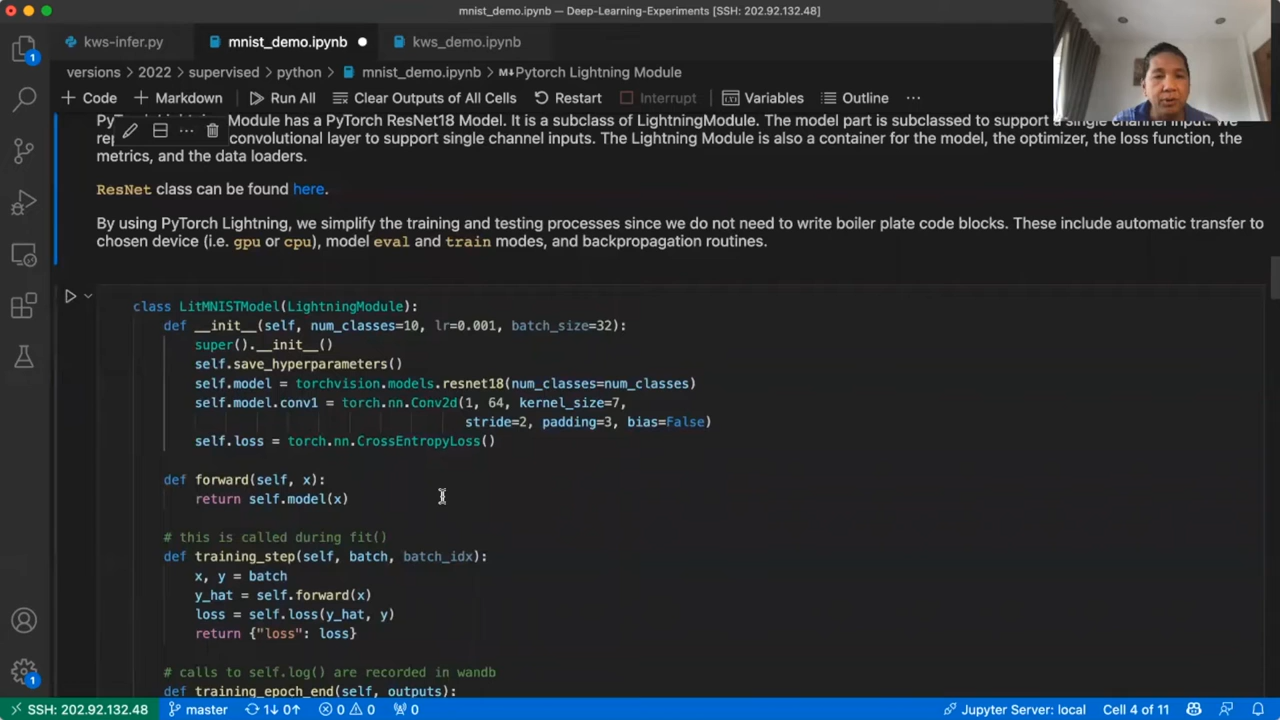 mnist_demo.ipynb — Deep-Learning-Experiments [SSH: 202.92.132.48]
kws-infer.py
mnist_demo.ipynb
kws_demo.ipynb
versions > 2022 > supervised > python > mnist_demo.ipynb > M↓Pytorch Lightning Module
+ Code + Markdown Run All Clear Outputs of All Cells Restart Interrupt Variables Outline ...
Module has a PyTorch ResNet18 Model. It is a subclass of LightningModule. The model part is subclassed to support a single channel input. We
convolutional layer to support single channel inputs. The Lightning Module is also a container for the model, the optimizer, the loss function, the
metrics, and the data loaders.
ResNet class can be found here.
By using PyTorch Lightning, we simplify the training and testing processes since we do not need to write boiler plate code blocks. These include automatic transfer to
chosen device (i.e. gpu or cpu), model eval and train modes, and backpropagation routines.
class LitMNISTModel(LightningModule):
def __init__(self, num_classes=10, lr=0.001, batch_size=32):
super().__init__()
self.save_hyperparameters()
self.model = torchvision.models.resnet18(num_classes=num_classes)
self.model.conv1 = torch.nn.Conv2d(1, 64, kernel_size=7,
stride=2, padding=3, bias=False)
self.loss = torch.nn.CrossEntropyLoss()
def forward(self, x):
return self.model(x)
# this is called during fit()
def training_step(self, batch, batch_idx):
x, y = batch
y_hat = self.forward(x)
loss = self.loss(y_hat, y)
return {"loss": loss}
# calls to self.log() are recorded in wandb
def training_epoch_end(self, outputs):
1
1
SSH: 202.92.132.48 master 1↓ 0↑ 0 0 0 Jupyter Server: local Cell 4 of 11